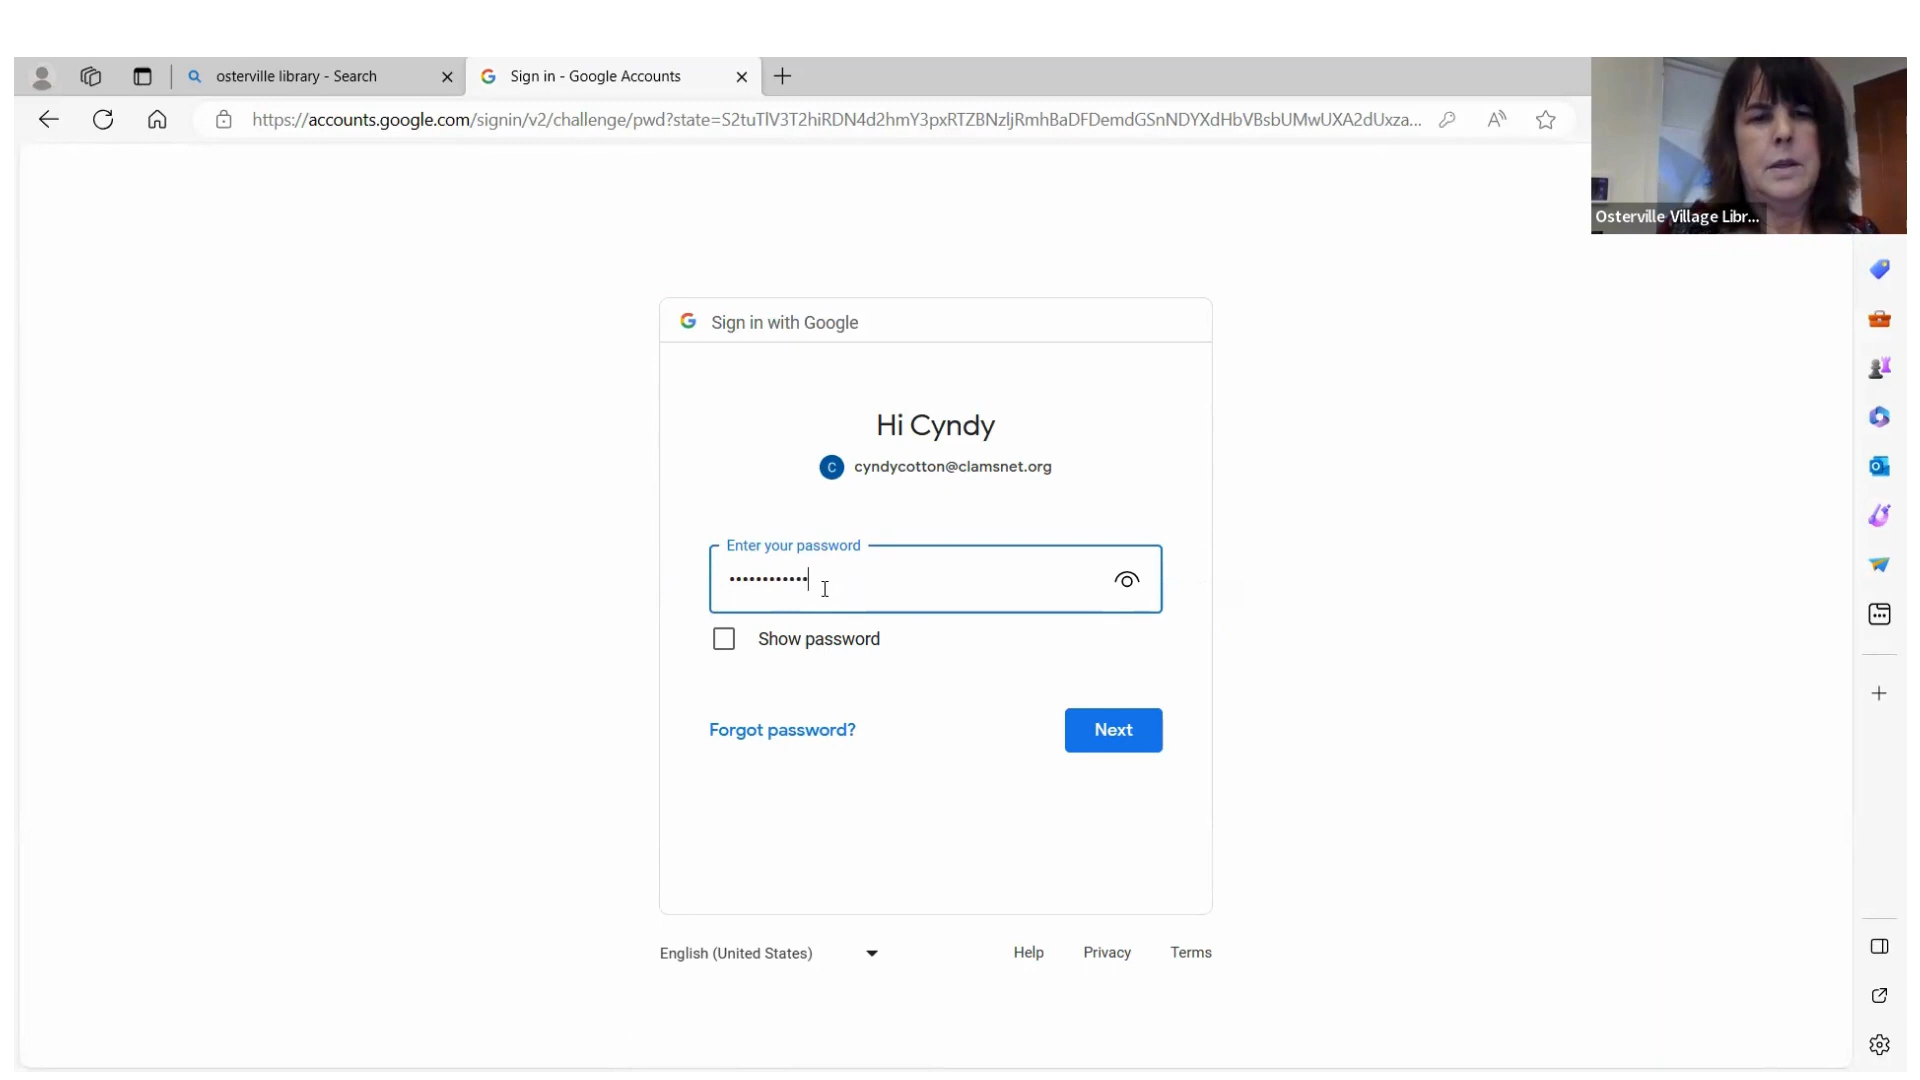 osterville library - Search
Sign in - Google Accounts
https://accounts.google.com/signin/v2/challenge/pwd?state=
Osterville Village Libr...
Sign in with Google
Hi Cyndy
C
cyndycotton@clamsnet.org
Enter your password
••••••••••••
Show password
Forgot password?
Next
English (United States)
Help
Privacy
Terms